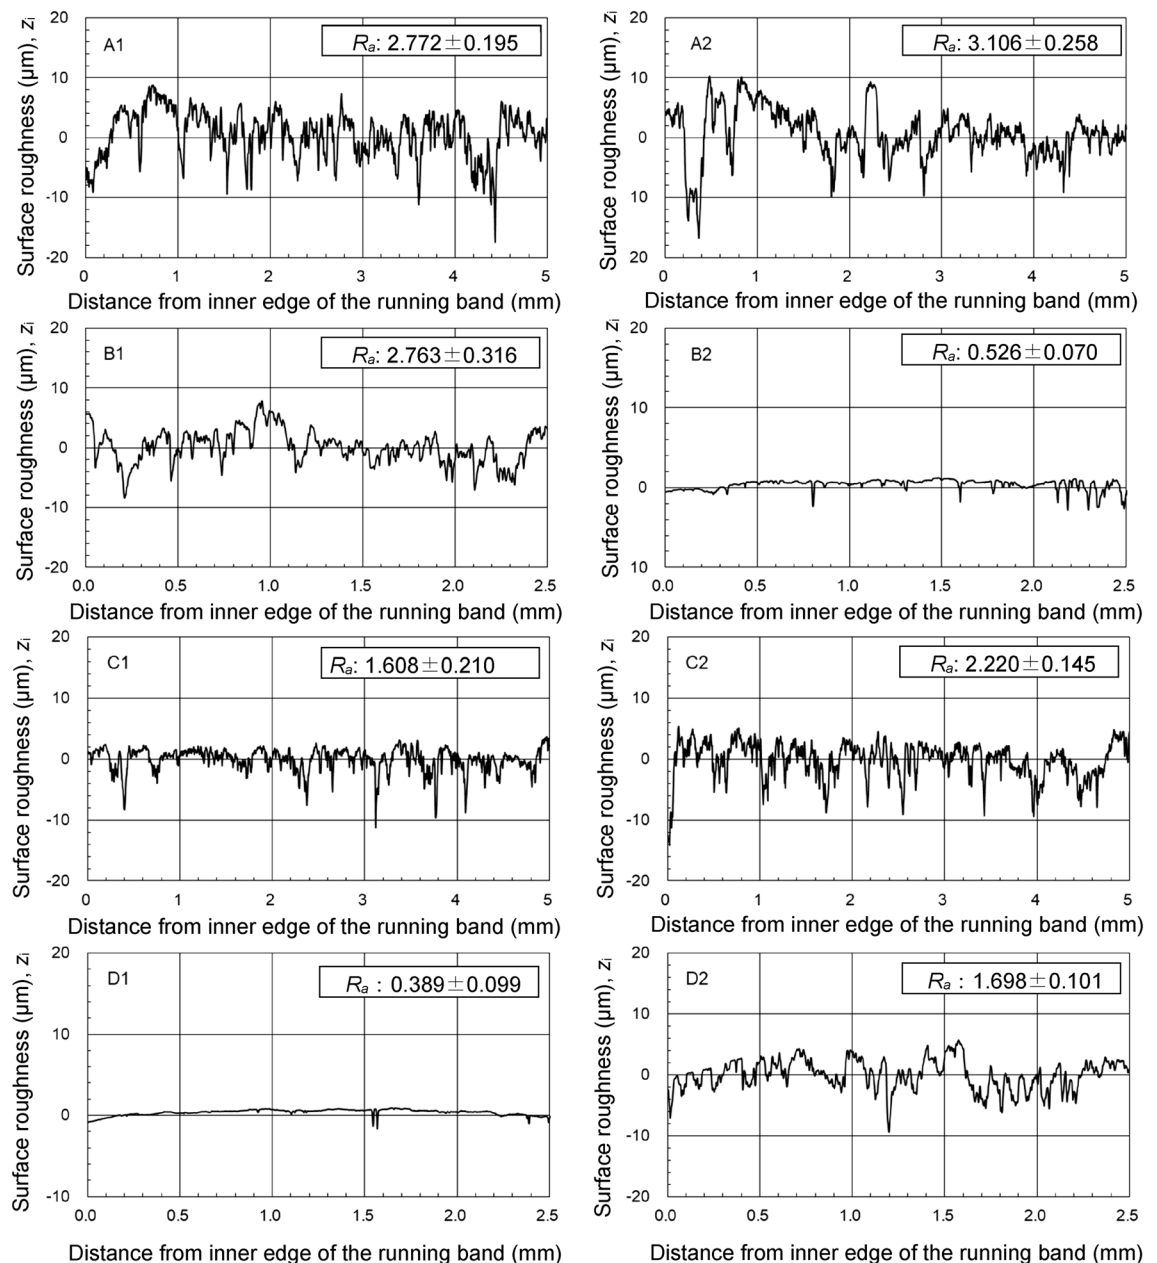 Surface roughness (μm), zi
20
10
0
-10
-20
A1
Ra: 2.772±0.195
0 1 2 3 4 5
Distance from inner edge of the running band (mm)
Surface roughness (μm), zi
20
10
0
10
20
A2
Ra: 3.106±0.258
0 1 2 3 4 5
Distance from inner edge of the running band (mm)
Surface roughness (μm), zi
20
10
0
-10
-20
B1
Ra: 2.763±0.316
0.0 0.5 1.0 1.5 2.0 2.5
Distance from inner edge of the running band (mm)
Surface roughness (μm), zi
20
10
0
10
B2
Ra: 0.526±0.070
0.0 0.5 1.0 1.5 2.0 2.5
Distance from inner edge of the running band (mm)
Surface roughness (μm), zi
20
10
0
-10
-20
C1
Ra: 1.608±0.210
0 1 2 3 4 5
Distance from inner edge of the running band (mm)
Surface roughness (μm), zi
20
10
0
-10
-20
C2
Ra: 2.220±0.145
0 1 2 3 4 5
Distance from inner edge of the running band (mm)
Surface roughness (μm), zi
20
10
0
-10
D1
Ra : 0.389±0.099
0.0 0.5 1.0 1.5 2.0 2.5
Distance from inner edge of the running band (mm)
Surface roughness (μm), zi
20
10
0
-10
-20
D2
Ra : 1.698±0.101
0.0 0.5 1.0 1.5 2.0 2.5
Distance from inner edge of the running band (mm)